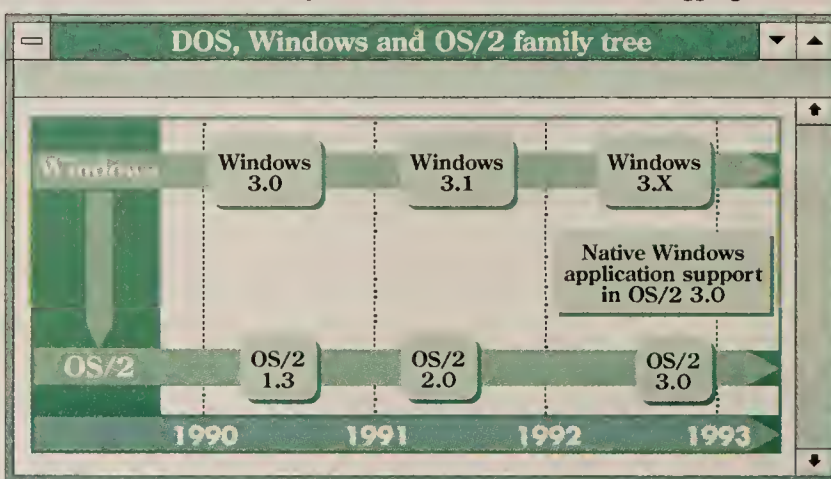 DOS, Windows and OS/2 family tree
Windows
Windows
3.0
Windows
3.1
Windows
3.X
Native Windows
application support
in OS/2 3.0
OS/2
OS/2
1.3
OS/2
2.0
OS/2
3.0
1990
1991
1992
1993